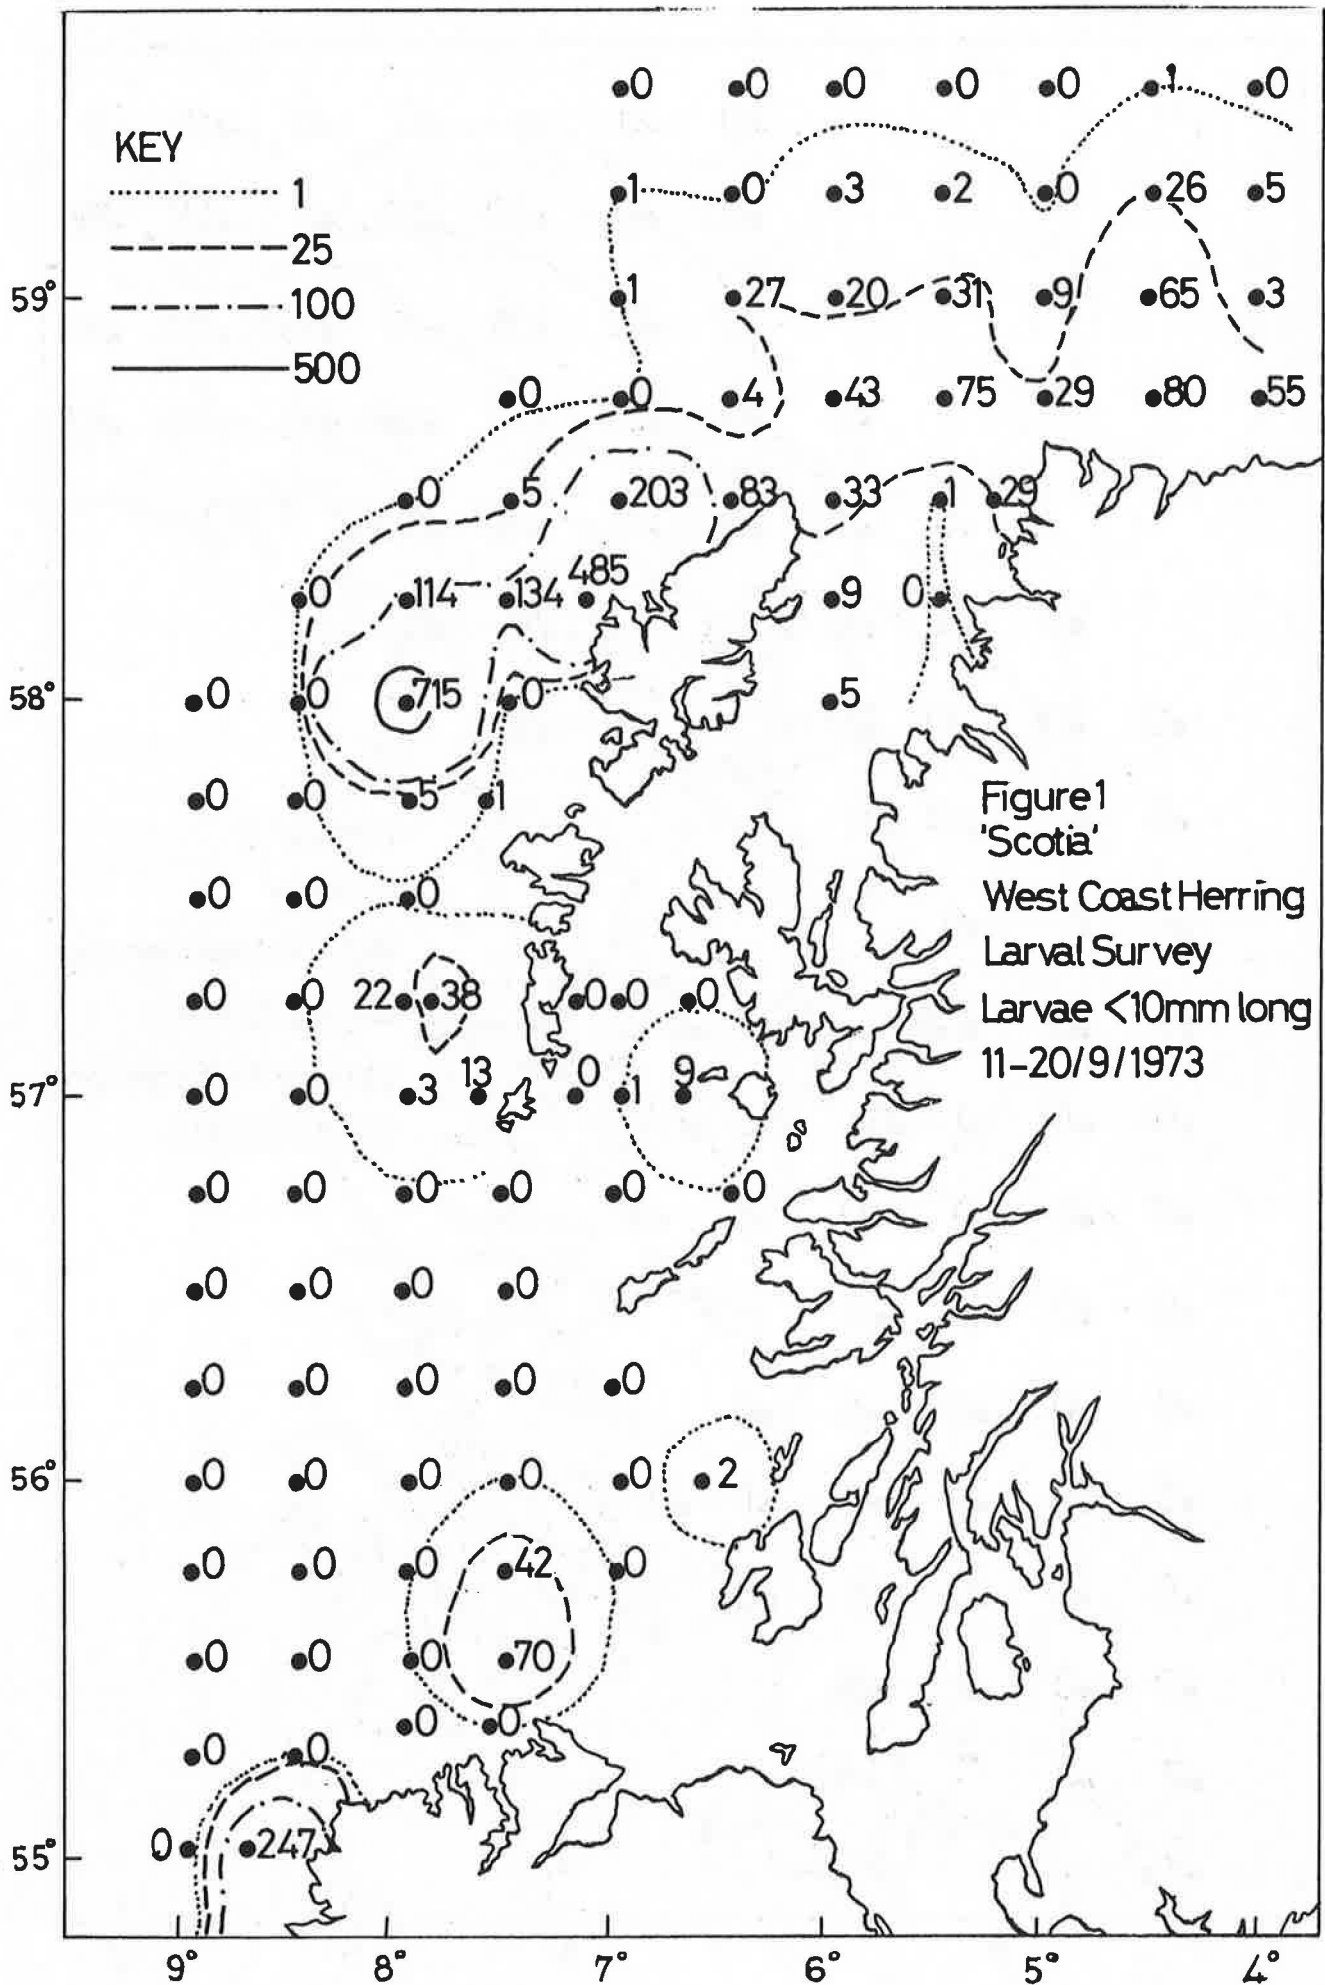 0 0 0 0 0 1 0
KEY
1
1 0 3 2 0 26 5
25
59° 1 27 20 31 9 65 3
100
500
0 0 4 43 75 29 80 55
0 5 203 83 33 1 29
485
0 114 134 9 0
58° 0 0 715 0 5
0 0 5 1
Figure 1
'Scotia'
0 0 0
West Coast Herring
Larval Survey
0 0 22 38 0 0 0
Larvae <10mm long
11-20/9/1973
57° 0 0 3 13 0 1 9
0 0 0 0 0 0
0 0 0 0
0 0 0 0 0
56° 0 0 0 0 0 2
0 0 0 42 0
0 0 0 70
0 0
0 0
55° 0 247
9° 8° 7° 6° 5° 4°